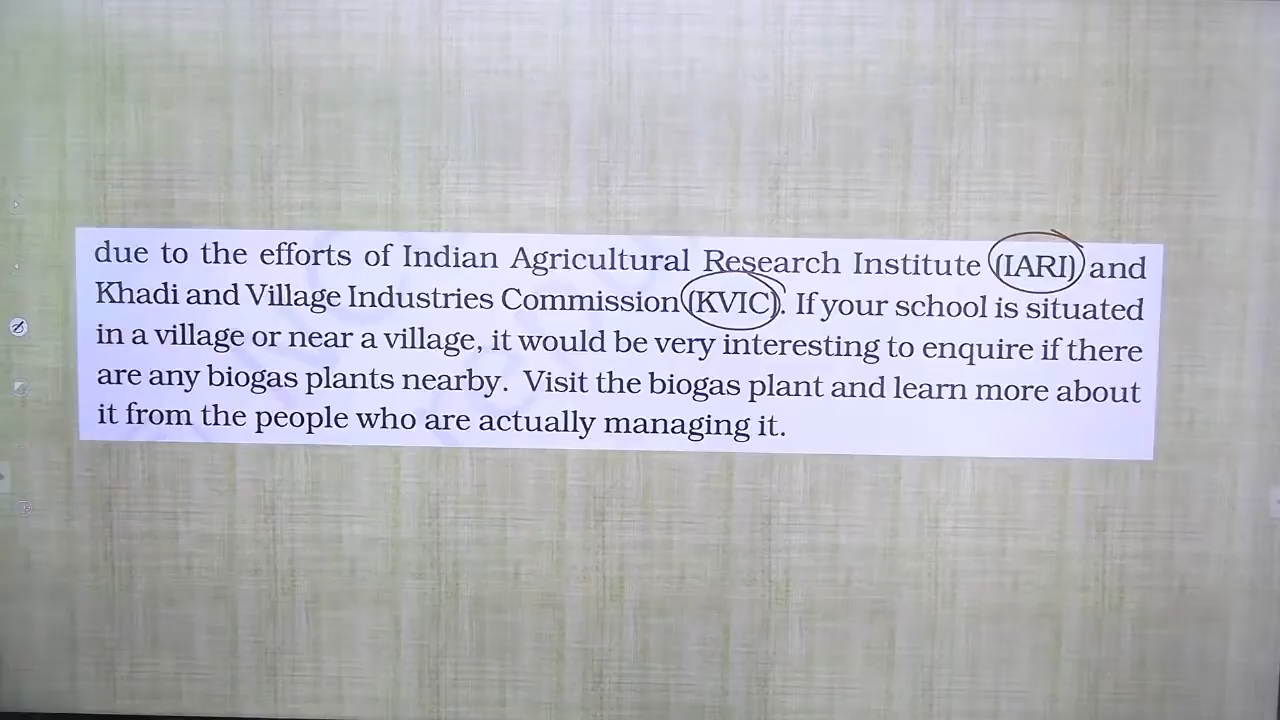 due to the efforts of Indian Agricultural Research Institute (IARI) and
Khadi and Village Industries Commission (KVIC). If your school is situated
in a village or near a village, it would be very interesting to enquire if there
are any biogas plants nearby. Visit the biogas plant and learn more about
it from the people who are actually managing it.